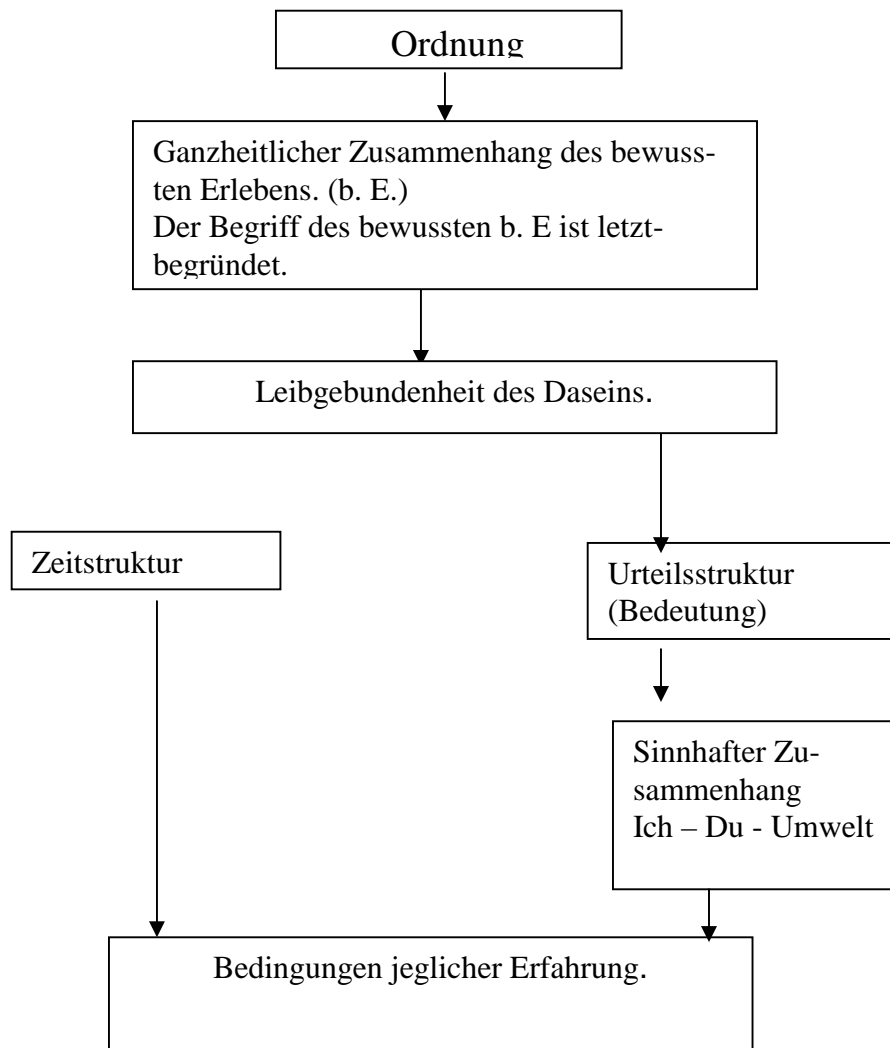 Ordnung
Ganzheitlicher Zusammenhang des bewuss-
ten Erlebens. (b. E.)
Der Begriff des bewussten b. E ist letzt-
begründet.
Leibgebundenheit des Daseins.
Zeitstruktur
Urteilsstruktur
(Bedeutung)
Sinnhafter Zu-
sammenhang
Ich – Du - Umwelt
Bedingungen jeglicher Erfahrung.